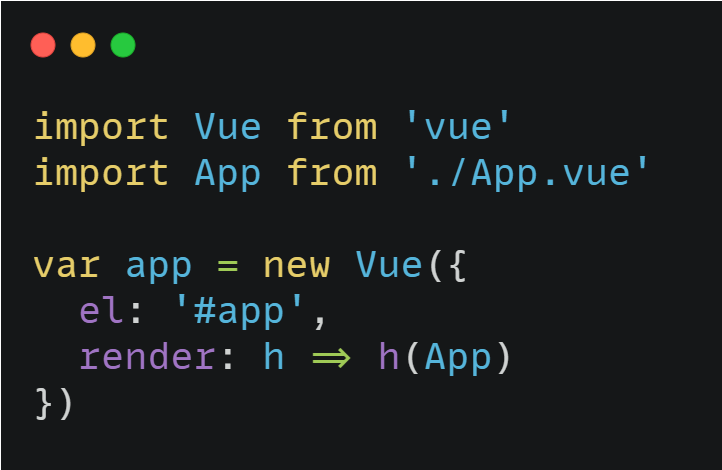 import Vue from 'vue'
import App from './App.vue'

var app = new Vue({
  el: '#app',
  render: h => h(App)
})